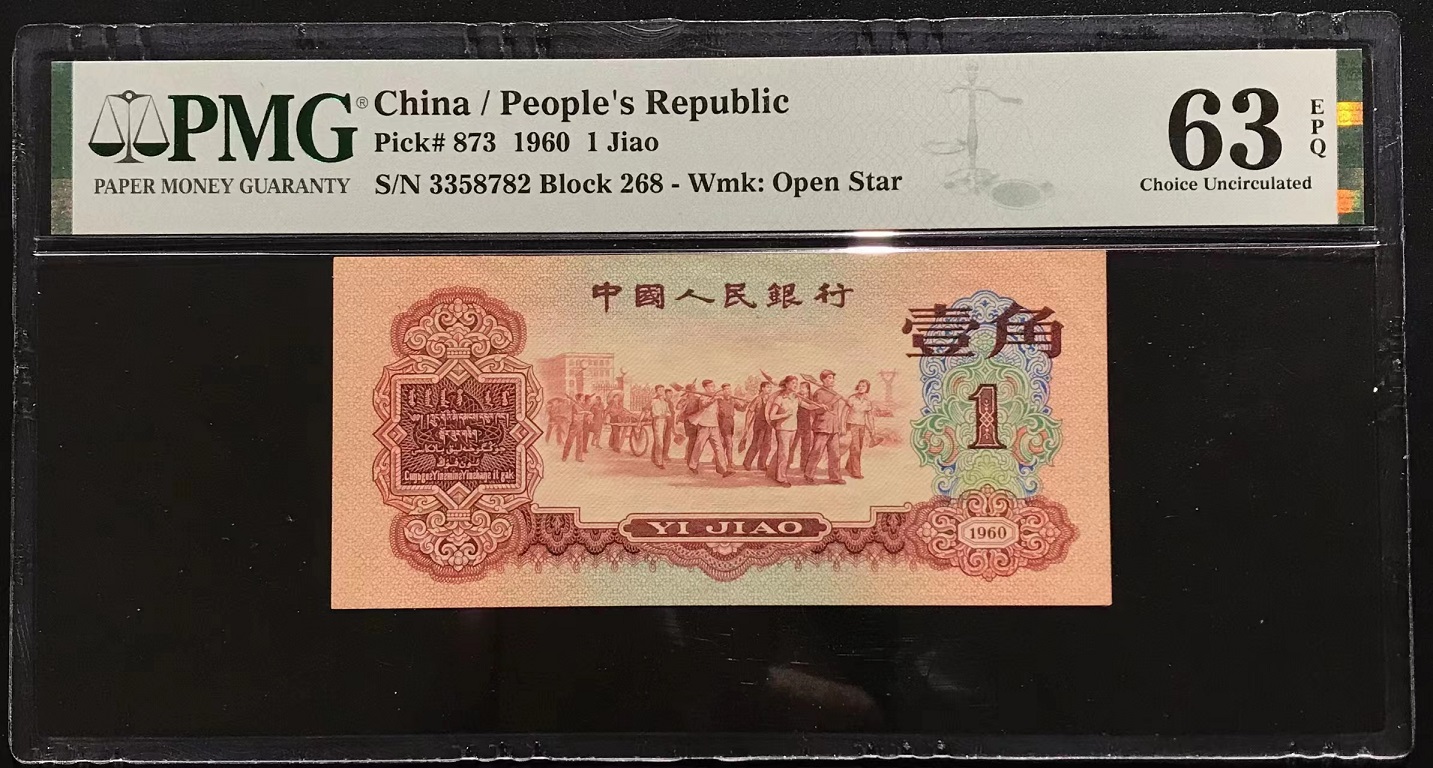 PMG®
PAPER MONEY GUARANTY
China / People's Republic
Pick# 873 1960 1 Jiao
S/N 3358782 Block 268 - Wmk: Open Star
63 EPQ
Choice Uncirculated
中國人民銀行
壹角
1
YI JIAO
1960